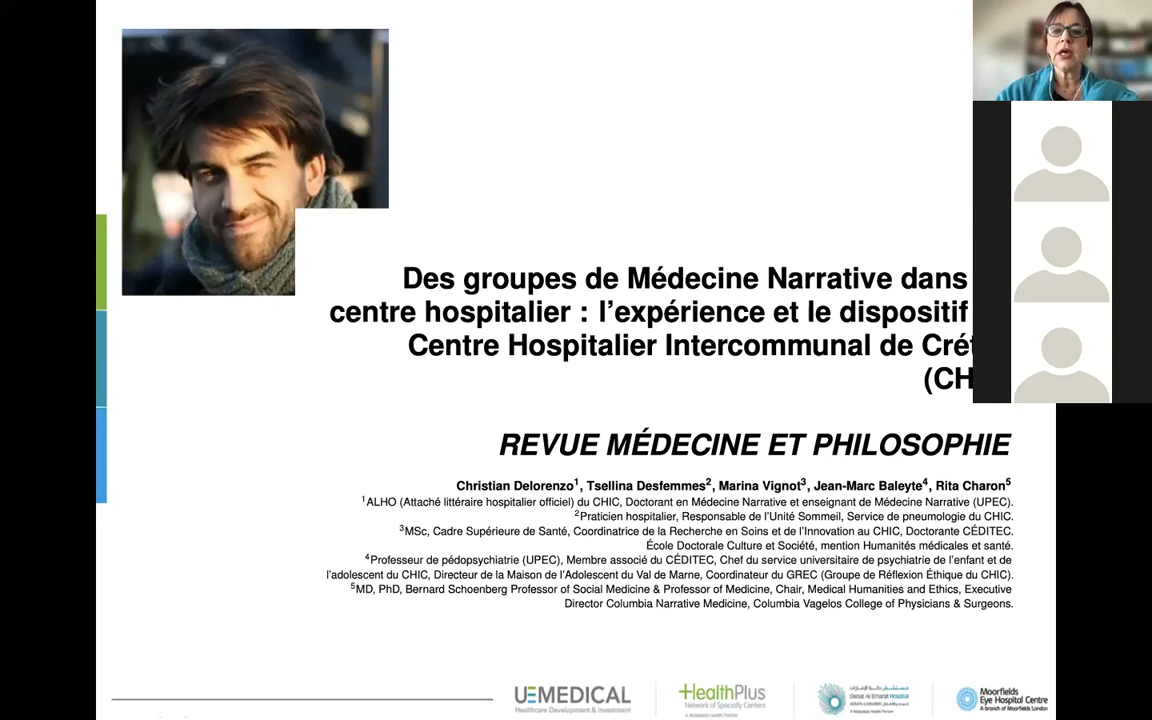 Des groupes de Médecine Narrative dans
centre hospitalier : l’expérience et le dispositif
Centre Hospitalier Intercommunal de Crét
(CH
REVUE MÉDECINE ET PHILOSOPHIE
Christian Delorenzo1, Tsellina Desfemmes2, Marina Vignot3, Jean-Marc Baleyte4, Rita Charon5
1ALHO (Attaché littéraire hospitalier officiel) du CHIC, Doctorant en Médecine Narrative et enseignant de Médecine Narrative (UPEC).
2Praticien hospitalier, Responsable de l’Unité Sommeil, Service de pneumologie du CHIC.
3MSc, Cadre Supérieure de Santé, Coordinatrice de la Recherche en Soins et de l’Innovation au CHIC, Doctorante CÉDITEC.
École Doctorale Culture et Société, mention Humanités médicales et santé.
4Professeur de pédopsychiatrie (UPEC), Membre associé du CÉDITEC, Chef du service universitaire de psychiatrie de l’enfant et de
l’adolescent du CHIC, Directeur de la Maison de l’Adolescent du Val de Marne, Coordinateur du GREC (Groupe de Réflexion Éthique du CHIC).
5MD, PhD, Bernard Schoenberg Professor of Social Medicine & Professor of Medicine, Chair, Medical Humanities and Ethics, Executive
Director Columbia Narrative Medicine, Columbia Vagelos College of Physicians & Surgeons.
UEMEDICAL
Healthcare Development & Investment
HealthPlus
Network of Specialty Centers
Danat Al Emarat Hospital
Moorfields
Eye Hospital Centre
A branch of Moorfields London